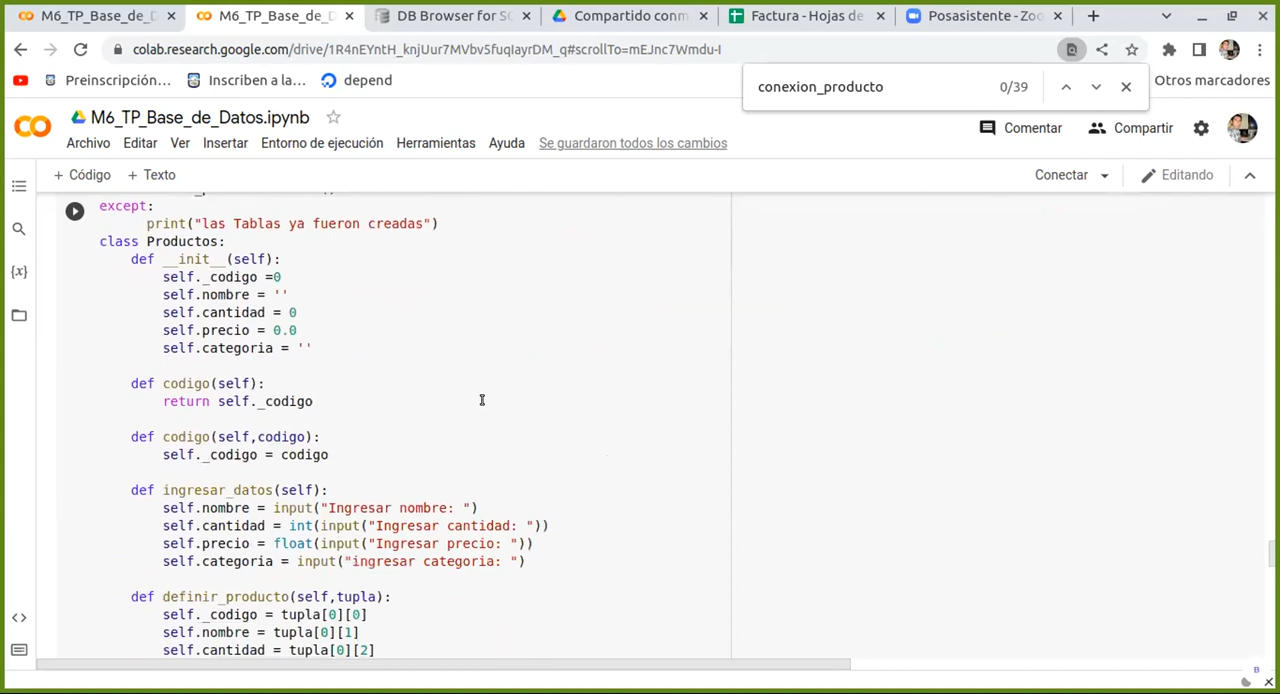 M6_TP_Base_de_D
M6_TP_Base_de_D
DB Browser for S
Compartido conm
Factura - Hojas de
Posasistente - Zoo
colab.research.google.com/drive/1R4nEYntH_knjUur7MVbv5fuqIayrDM_q#scrollTo=mEJnc7Wmdu-I
Preinscripción...
Inscriben a la...
depend
Otros marcadores
conexion_producto
0/39
M6_TP_Base_de_Datos.ipynb
Archivo Editar Ver Insertar Entorno de ejecución Herramientas Ayuda Se guardaron todos los cambios
Comentar
Compartir
+ Código + Texto
Conectar
Editando
except:
print("las Tablas ya fueron creadas")
class Productos:
def __init__(self):
self._codigo =0
self.nombre = ''
self.cantidad = 0
self.precio = 0.0
self.categoria = ''
def codigo(self):
return self._codigo
def codigo(self,codigo):
self._codigo = codigo
def ingresar_datos(self):
self.nombre = input("Ingresar nombre: ")
self.cantidad = int(input("Ingresar cantidad: "))
self.precio = float(input("Ingresar precio: "))
self.categoria = input("ingresar categoria: ")
def definir_producto(self,tupla):
self._codigo = tupla[0][0]
self.nombre = tupla[0][1]
self.cantidad = tupla[0][2]